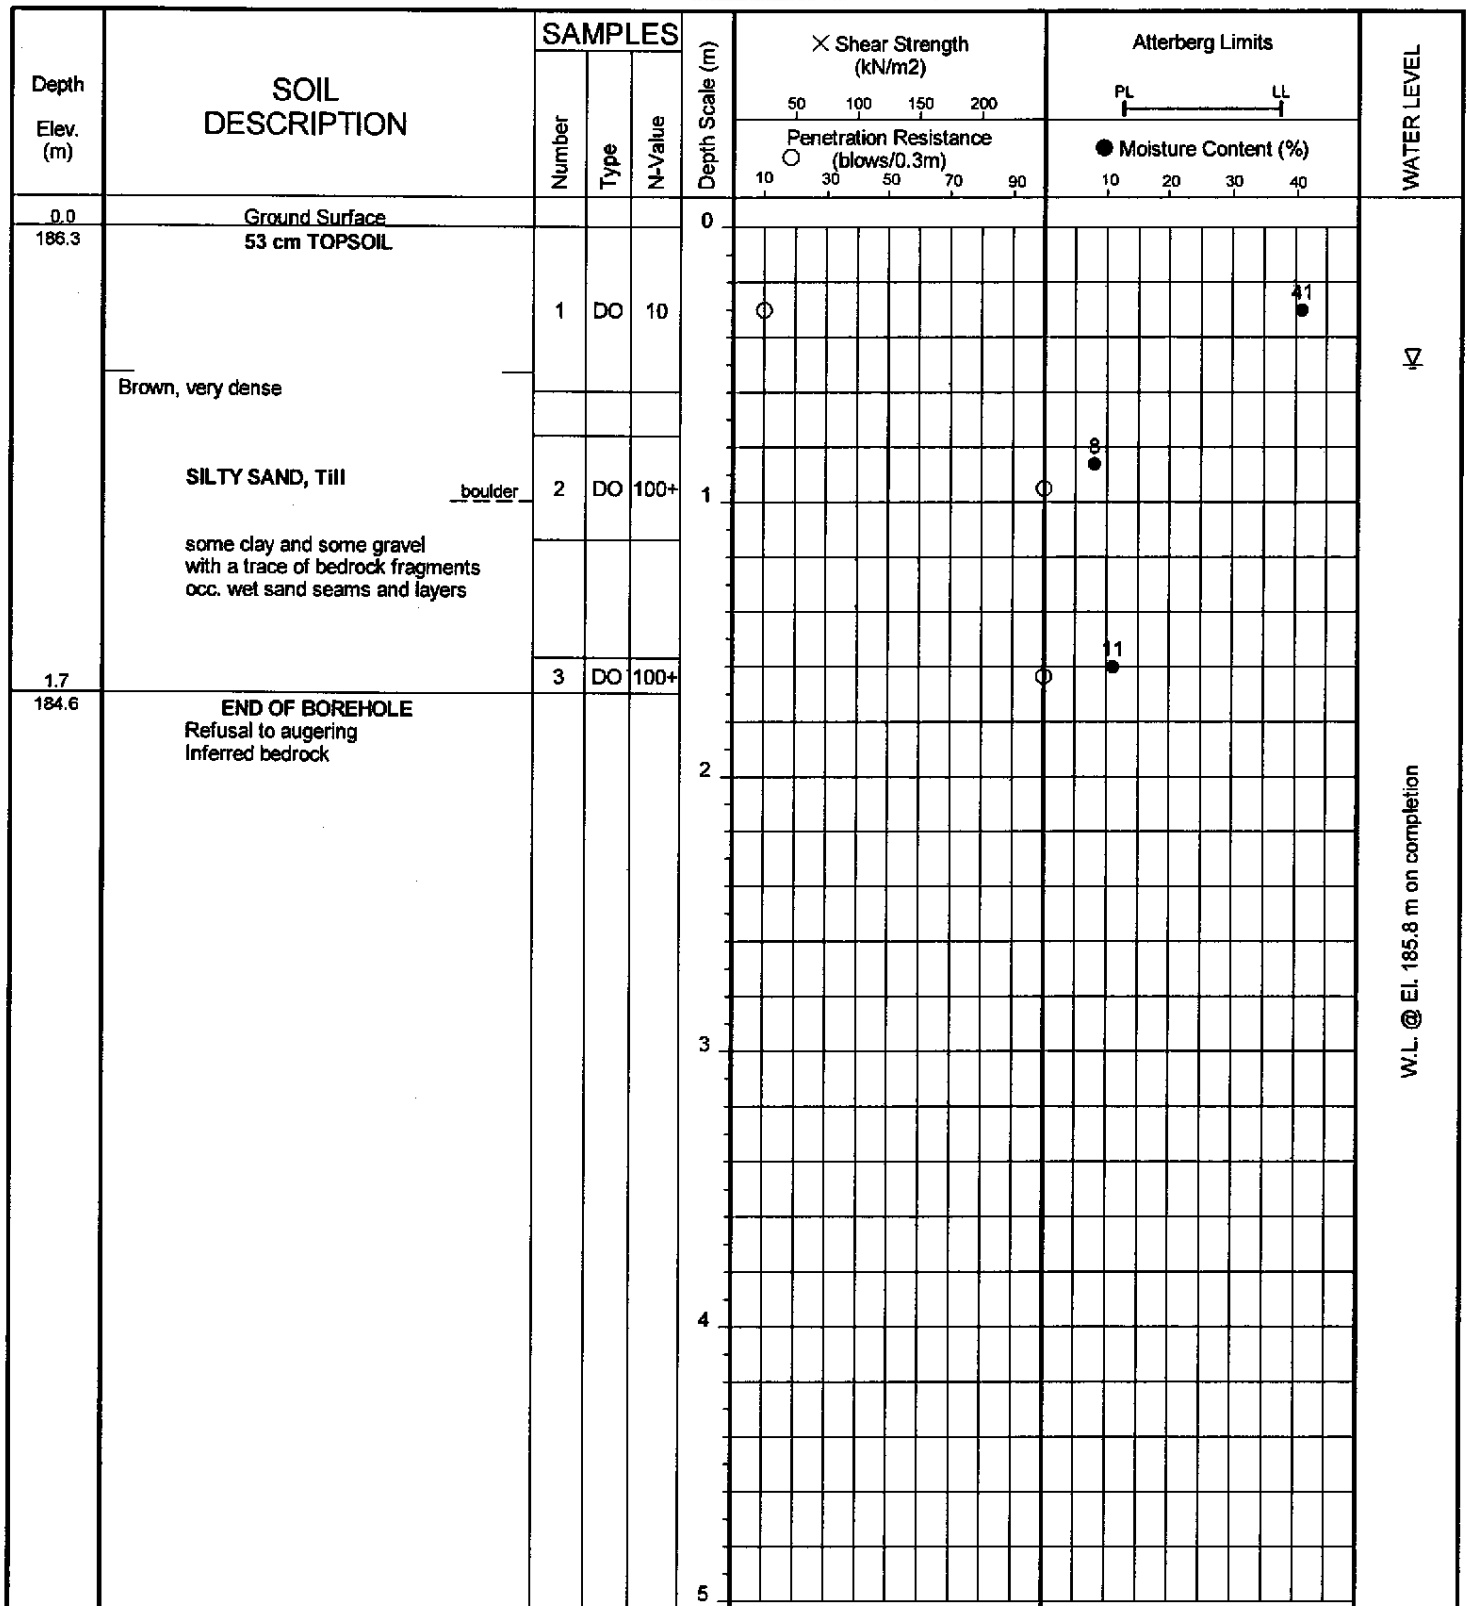 SAMPLES
Depth
Elev.
(m)
SOIL
DESCRIPTION
Number
Type
N-Value
Depth Scale (m)
× Shear Strength
(kN/m2)
50 100 150 200
Penetration Resistance
(blows/0.3m)
10 30 50 70 90
Atterberg Limits
PL LL
● Moisture Content (%)
10 20 30 40
WATER LEVEL
0.0 Ground Surface 0
186.3 53 cm TOPSOIL
41
1 DO 10
Brown, very dense
8
SILTY SAND, Till
boulder 2 DO 100+ 1
some clay and some gravel
with a trace of bedrock fragments
occ. wet sand seams and layers
11
1.7 3 DO 100+
184.6 END OF BOREHOLE
Refusal to augering
Inferred bedrock
2
3
4
5
W.L. @ El. 185.8 m on completion